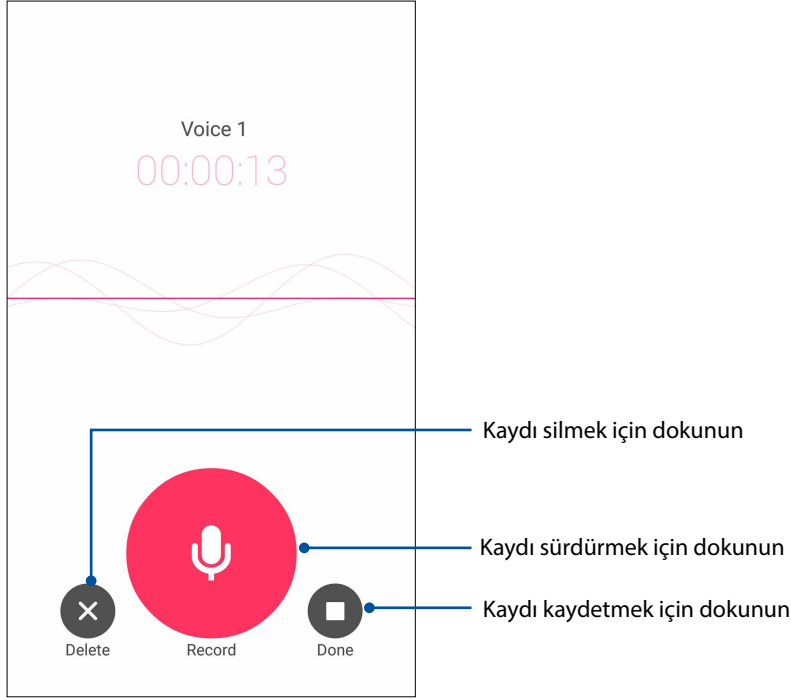 Voice 1
00:00:13
Kaydı silmek için dokunun
Kaydı sürdürmek için dokunun
Kaydı kaydetmek için dokunun
Delete
Record
Done